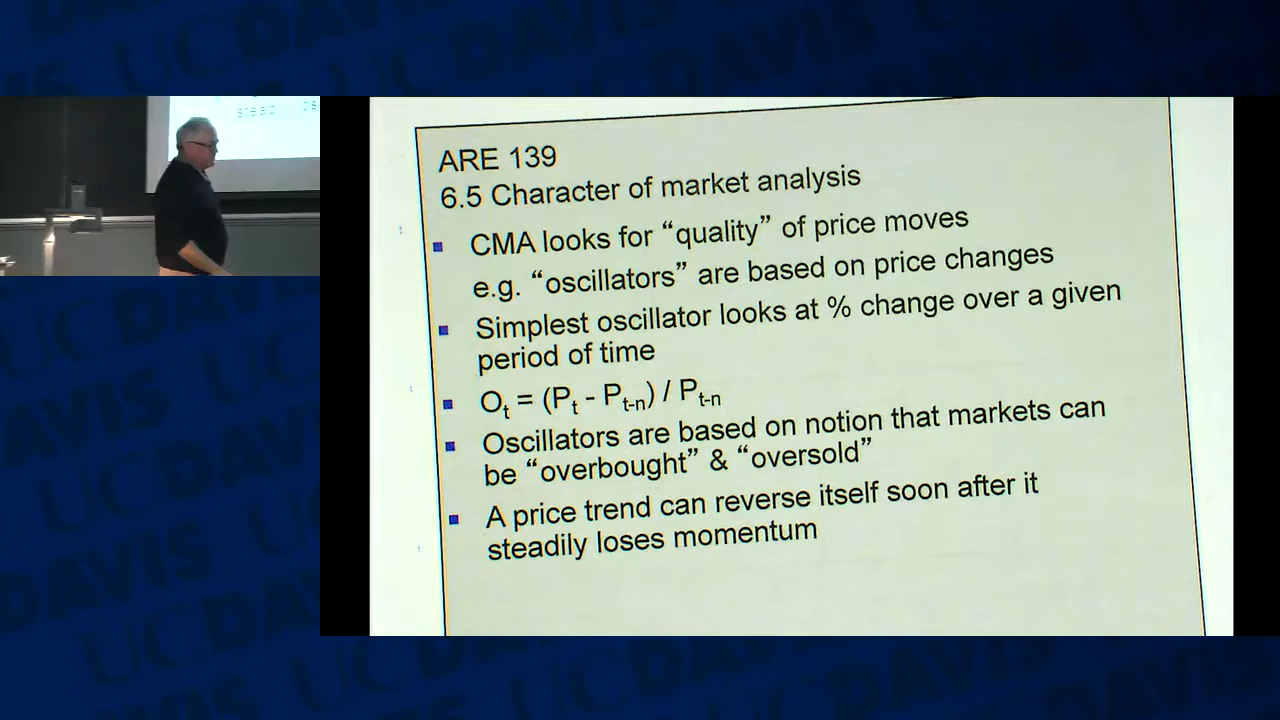 ARE 139
6.5 Character of market analysis
CMA looks for “quality” of price moves
e.g. “oscillators” are based on price changes
Simplest oscillator looks at % change over a given
period of time
Oₜ = (Pₜ - Pₜ₋ₙ) / Pₜ₋ₙ
Oscillators are based on notion that markets can
be “overbought” & “oversold”
A price trend can reverse itself soon after it
steadily loses momentum
UC DAVIS